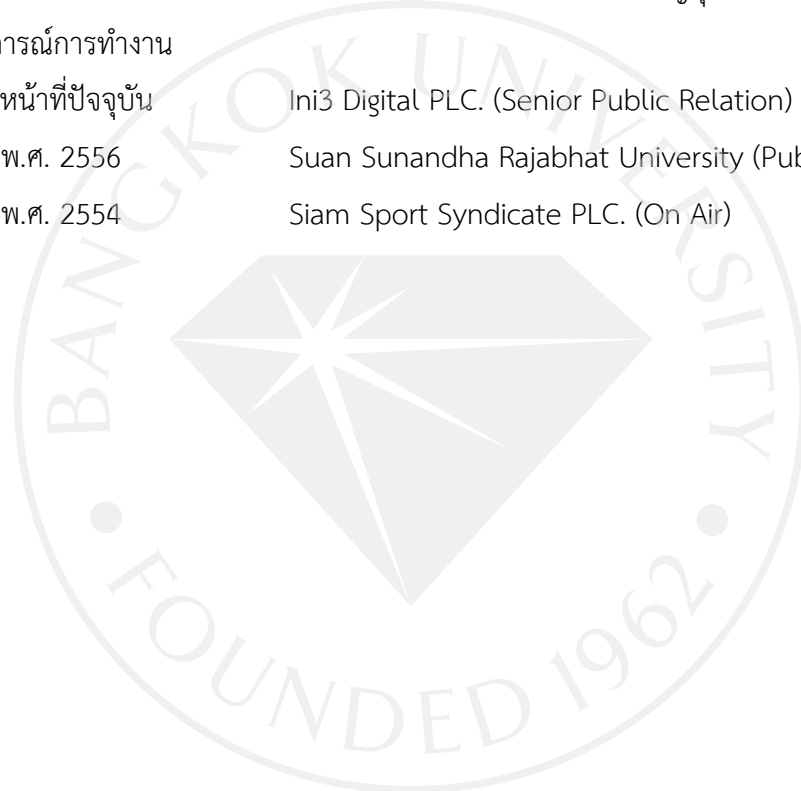 ารณ์การทำงาน
หน้าที่ปัจจุบัน Ini3 Digital PLC. (Senior Public Relation)
พ.ศ. 2556 Suan Sunandha Rajabhat University (Pub
พ.ศ. 2554 Siam Sport Syndicate PLC. (On Air)
BANGKOK UNIVERSITY
• FOUNDED 1962 •